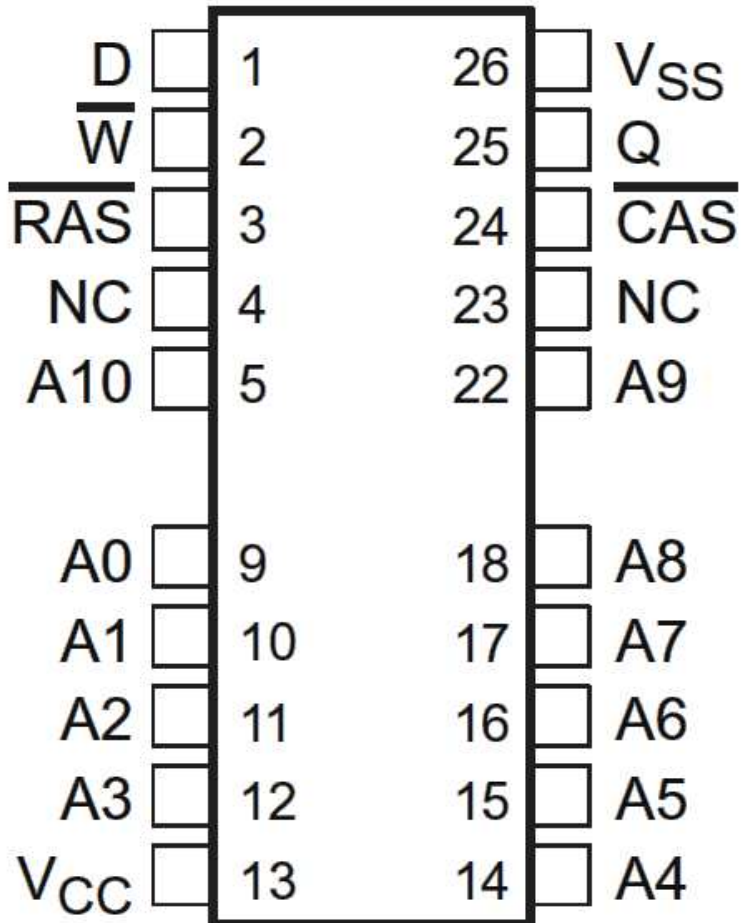 D 1 26 VSS
W 2 25 Q
RAS 3 24 CAS
NC 4 23 NC
A10 5 22 A9
A0 9 18 A8
A1 10 17 A7
A2 11 16 A6
A3 12 15 A5
VCC 13 14 A4